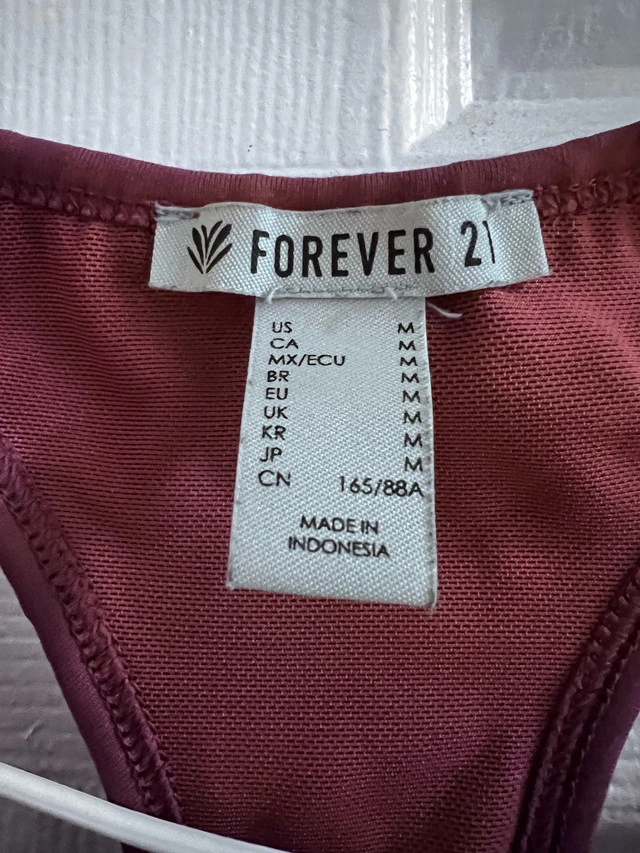 FOREVER 21
US M
CA M
MX/ECU M
BR M
EU M
UK M
KR M
JP M
CN 165/88A
MADE IN
INDONESIA